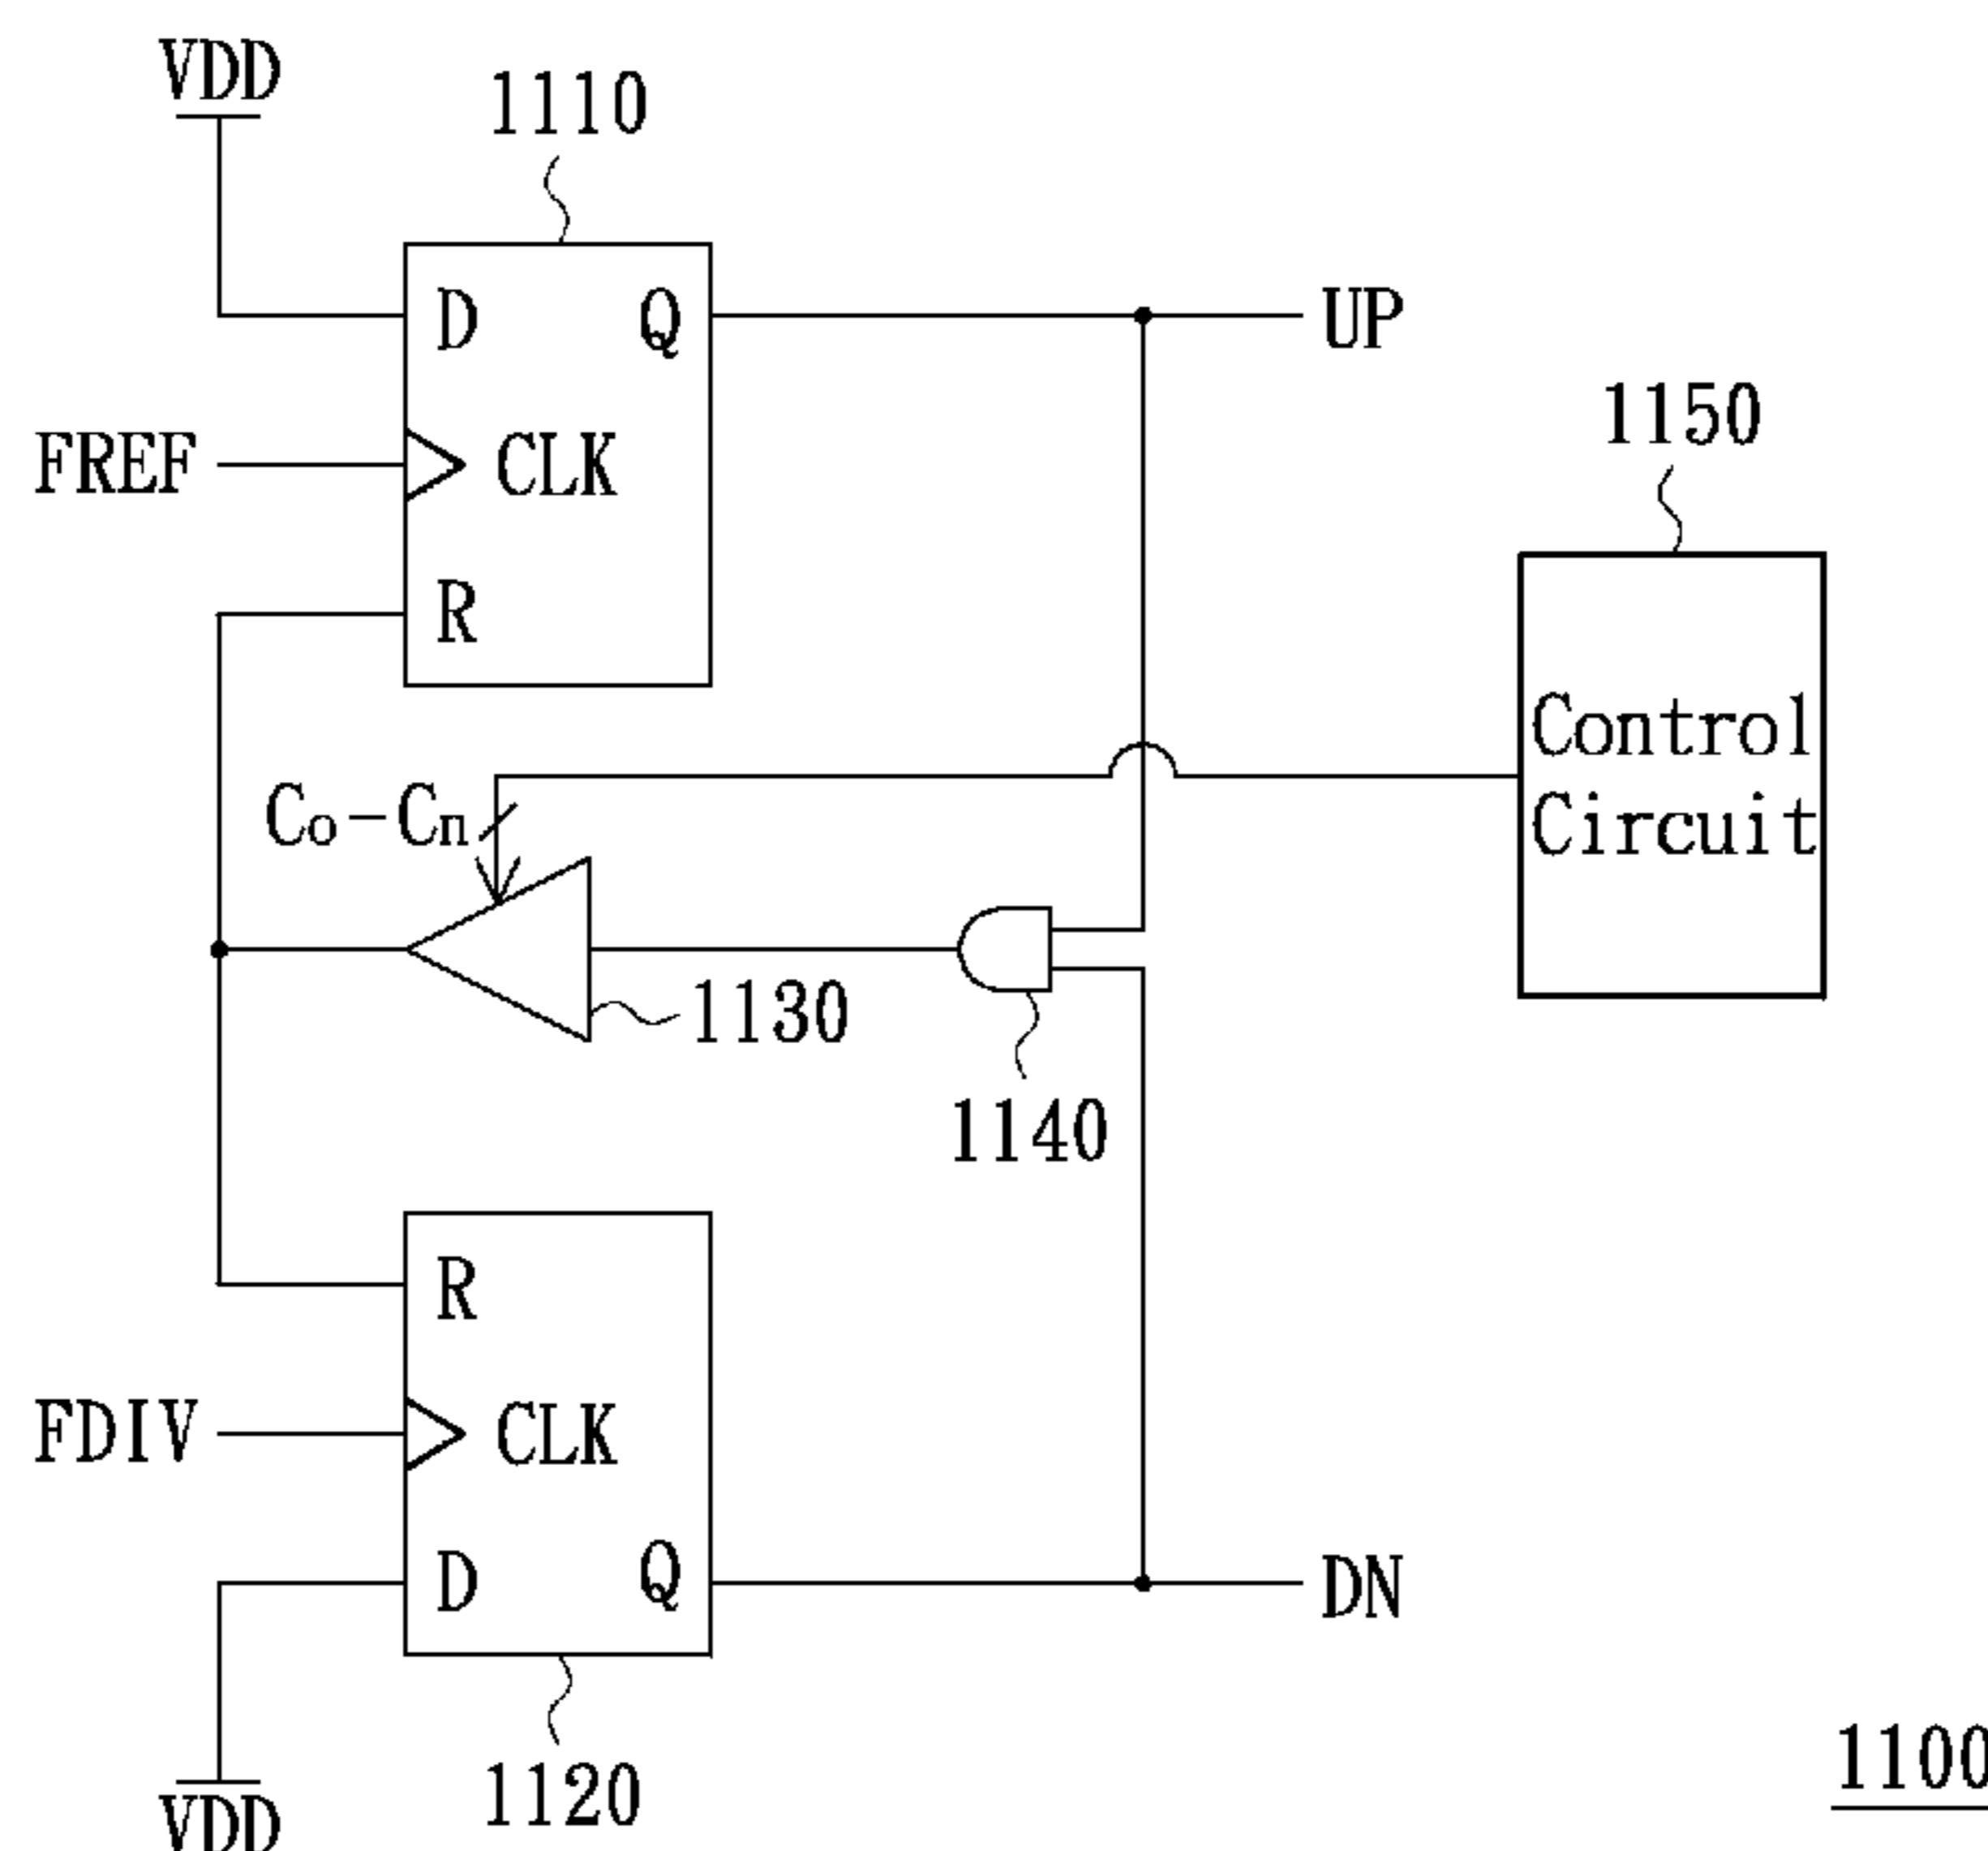 VDD
1110
D
Q
UP
FREF
CLK
R
1150
Control
Circuit
Co-Cn
1130
1140
R
FDIV
CLK
D
Q
DN
1120
VDD
1100